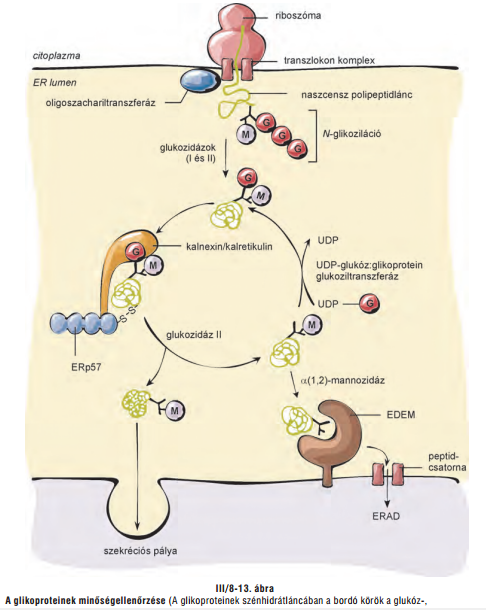 riboszóma
citoplazma
transzlokon komplex
ER lumen
oligoszachariltranszferáz
naszcensz polipeptidlánc
G
G
G
M
N-glikoziláció
glukozidázok
(I és II)
G
M
kalnexin/kalretikulin
G
M
UDP
UDP-glukóz:glikoprotein
glukoziltranszferáz
UDP
G
S-S
ERp57
glukozidáz II
M
α(1,2)-mannozidáz
M
EDEM
peptid-
csatorna
ERAD
szekréciós pálya
III/8-13. ábra
A glikoproteinek minőségellenőrzése (A glikoproteinek szénhidrátláncában a bordó körök a glukóz-,